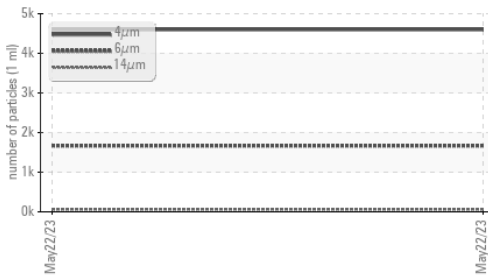 5k
4k
3k
2k
1k
0k
number of particles (1 ml)
4µm
6µm
14µm
May22/23
May22/23